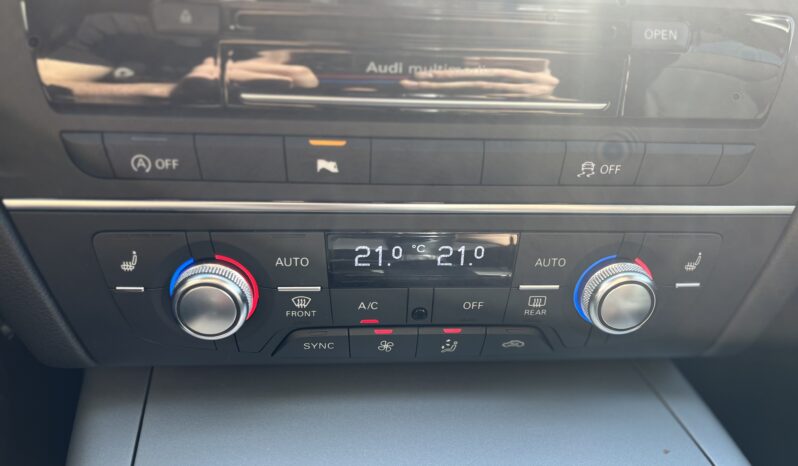 OPEN
Audi multimedia
A OFF
OFF
AUTO
21.0 °C 21.0
AUTO
FRONT
A/C
OFF
REAR
SYNC